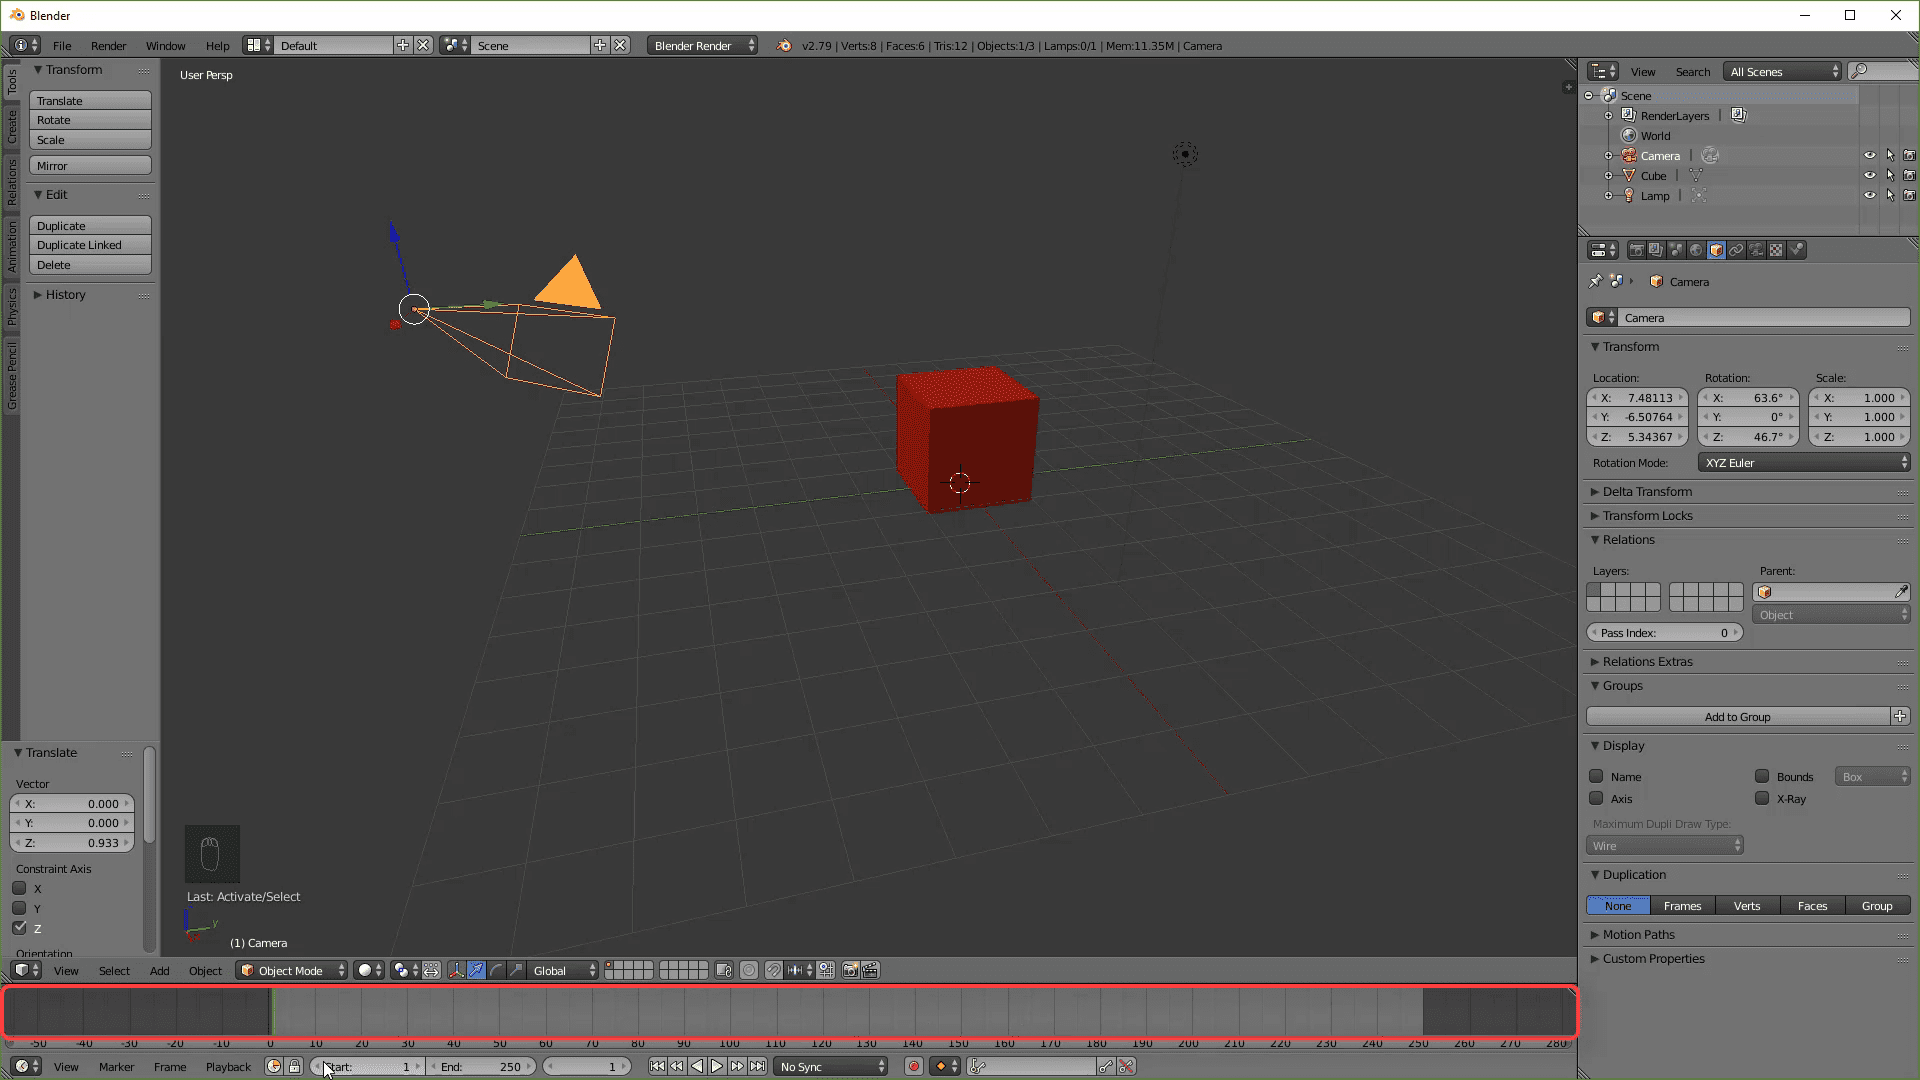 Blender
File Render Window Help Default Scene Blender Render v2.79 | Verts:8 | Faces:6 | Tris:12 | Objects:1/3 | Lamps:0/1 | Mem:11.35M | Camera
Tools
Create
Relations
Animation
Physics
Grease Pencil
Transform
Translate
Rotate
Scale
Mirror
Edit
Duplicate
Duplicate Linked
Delete
History
Translate
Vector
X: 0.000
Y: 0.000
Z: 0.933
Constraint Axis
X
Y
Z
Orientation
User Persp
Last: Activate/Select
y
(1) Camera
View Select Add Object Object Mode Global
-50 -40 -30 -20 -10 0 10 20 30 40 50 60 70 80 90 100 110 120 130 140 150 160 170 180 190 200 210 220 230 240 250 260 270 280
View Marker Frame Playback Start: 1 End: 250 1 No Sync
View Search All Scenes
Scene
RenderLayers |
World
Camera |
Cube |
Lamp |
Camera
Camera
Transform
Location: Rotation: Scale:
X: 7.48113 X: 63.6° X: 1.000
Y: -6.50764 Y: 0° Y: 1.000
Z: 5.34367 Z: 46.7° Z: 1.000
Rotation Mode: XYZ Euler
Delta Transform
Transform Locks
Relations
Layers: Parent:
Object
Pass Index: 0
Relations Extras
Groups
Add to Group
Display
Name Bounds Box
Axis X-Ray
Maximum Dupli Draw Type:
Wire
Duplication
None Frames Verts Faces Group
Motion Paths
Custom Properties